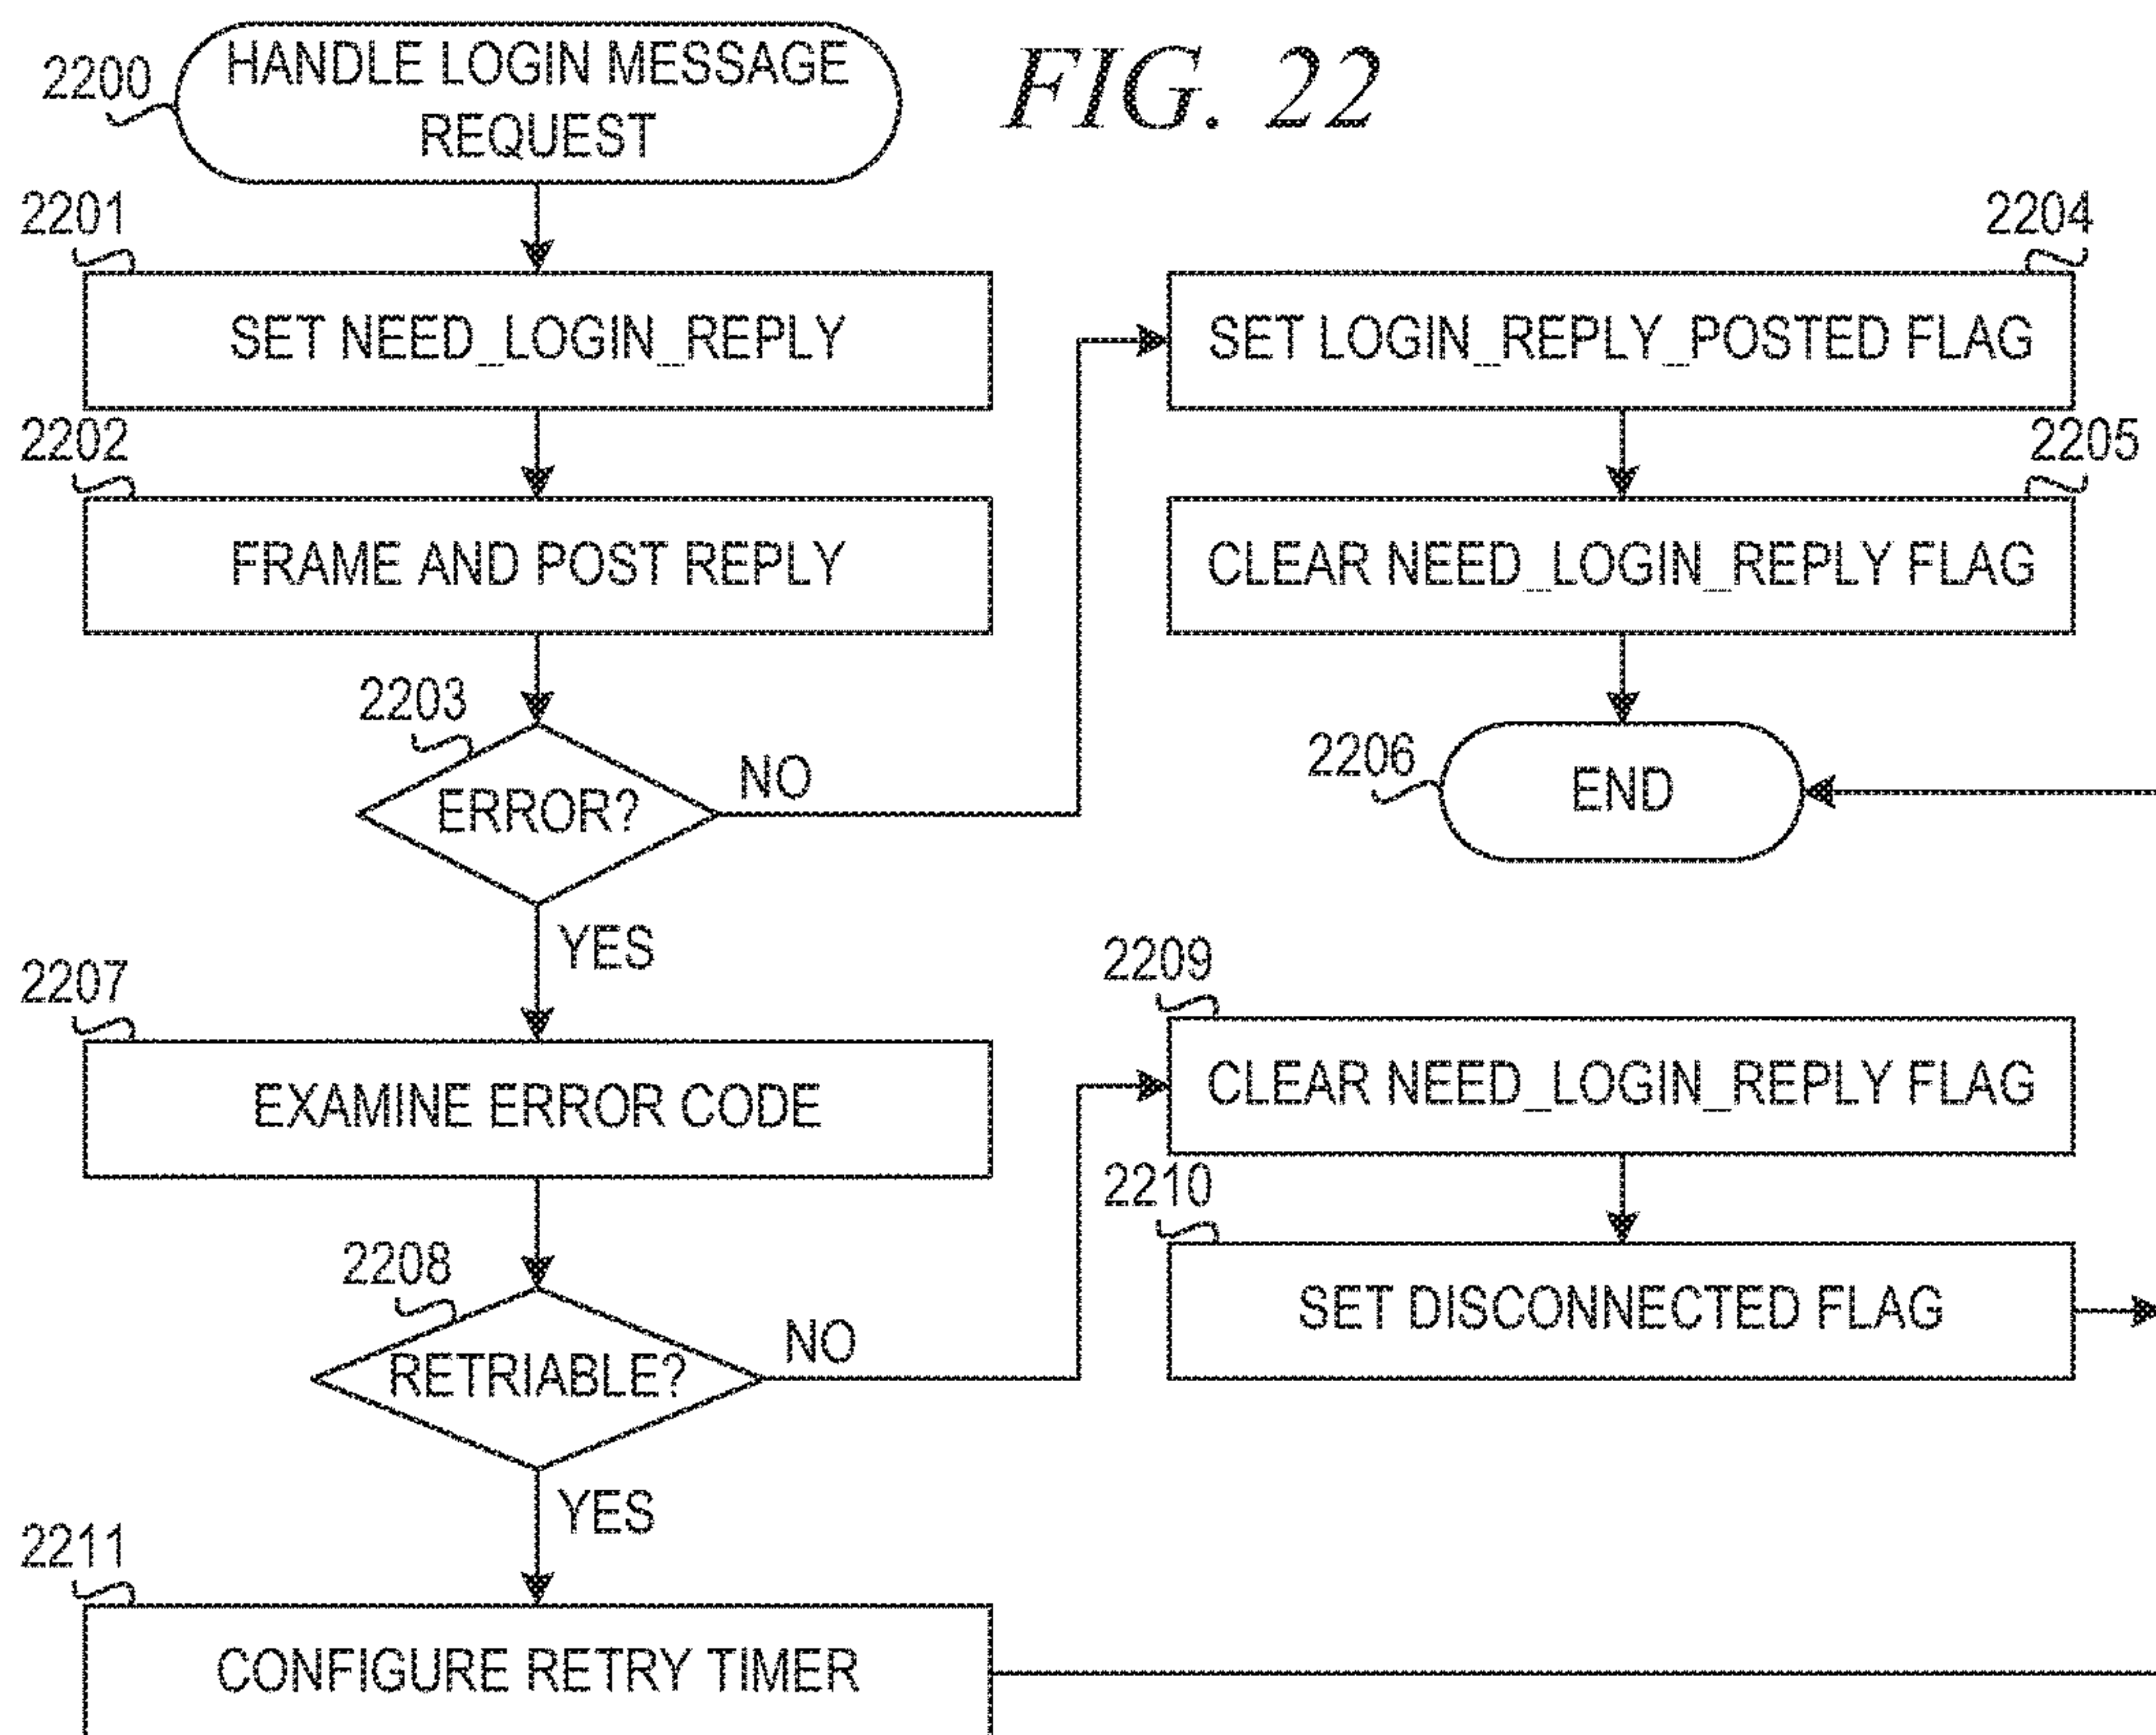 FIG. 22
2200
HANDLE LOGIN MESSAGE
REQUEST
2201
SET NEED_LOGIN_REPLY
2202
FRAME AND POST REPLY
2203
ERROR?
NO
YES
2204
SET LOGIN_REPLY_POSTED FLAG
2205
CLEAR NEED_LOGIN_REPLY FLAG
2206
END
2207
EXAMINE ERROR CODE
2208
RETRIABLE?
NO
YES
2209
CLEAR NEED_LOGIN_REPLY FLAG
2210
SET DISCONNECTED FLAG
2211
CONFIGURE RETRY TIMER